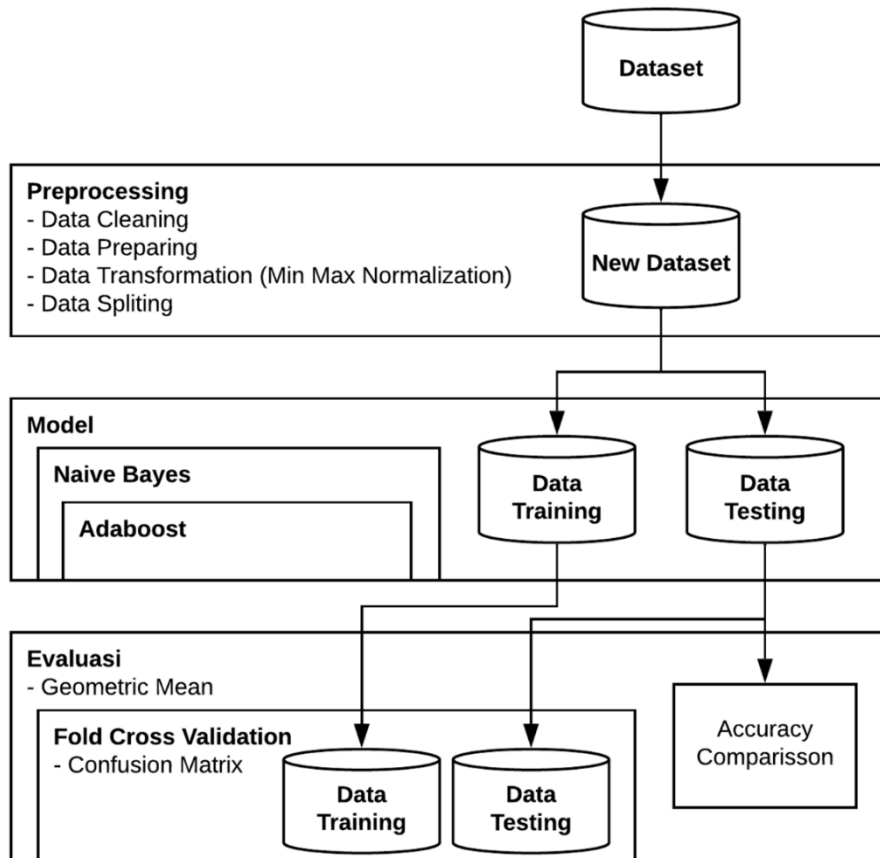 Dataset
Preprocessing
- Data Cleaning
- Data Preparing
- Data Transformation (Min Max Normalization)
- Data Spliting
New Dataset
Model
Naive Bayes
Adaboost
Data
Training
Data
Testing
Evaluasi
- Geometric Mean
Fold Cross Validation
- Confusion Matrix
Data
Training
Data
Testing
Accuracy
Comparisson